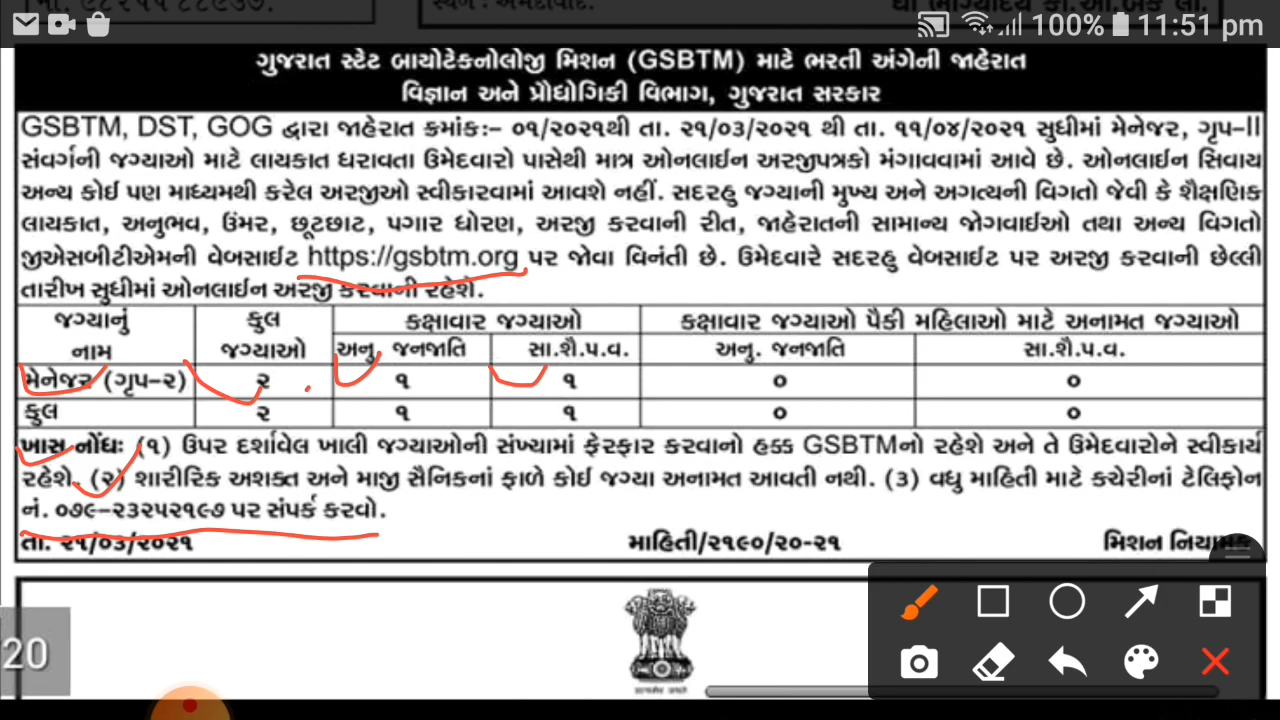 100% 11:51 pm
સ્થળ : અમદાવાદ.
ગુજરાત સ્ટેટ બાયોટેકનોલોજી મિશન (GSBTM) માટે ભરતી અંગેની જાહેરાત
વિજ્ઞાન અને પ્રૌદ્યોગિકી વિભાગ, ગુજરાત સરકાર
GSBTM, DST, GOG દ્વારા જાહેરાત ક્રમાંકઃ- ૦૧/૨૦૨૧થી તા. ૨૧/૦૩/૨૦૨૧ થી તા. ૧૧/૦૪/૨૦૨૧ સુધીમાં મેનેજર, ગૃપ-II
સંવર્ગની જગ્યાઓ માટે લાયકાત ધરાવતા ઉમેદવારો પાસેથી માત્ર ઓનલાઈન અરજીપત્રકો મંગાવવામાં આવે છે. ઓનલાઈન સિવાય
અન્ય કોઈ પણ માધ્યમથી કરેલ અરજીઓ સ્વીકારવામાં આવશે નહીં. સદરહુ જગ્યાની મુખ્ય અને અગત્યની વિગતો જેવી કે શૈક્ષણિક
લાયકાત, અનુભવ, ઉંમર, છૂટછાટ, પગાર ધોરણ, અરજી કરવાની રીત, જાહેરાતની સામાન્ય જોગવાઈઓ તથા અન્ય વિગતો
જીએસબીટીએમની વેબસાઈટ https://gsbtm.org પર જોવા વિનંતી છે. ઉમેદવારે સદરહુ વેબસાઈટ પર અરજી કરવાની છેલ્લી
તારીખ સુધીમાં ઓનલાઈન અરજી કરવાની રહેશે.
જગ્યાનું નામ કુલ જગ્યાઓ કક્ષાવાર જગ્યાઓ કક્ષાવાર જગ્યાઓ પૈકી મહિલાઓ માટે અનામત જગ્યાઓ
અનુ. જનજાતિ સા.શૈ.પ.વ. અનુ. જનજાતિ સા.શૈ.પ.વ.
મેનેજર (ગૃપ-૨) ૨ ૧ ૧ ૦ ૦
કુલ ૨ ૧ ૧ ૦ ૦
ખાસ નોંધઃ (૧) ઉપર દર્શાવેલ ખાલી જગ્યાઓની સંખ્યામાં ફેરફાર કરવાનો હક્ક GSBTMનો રહેશે અને તે ઉમેદવારોને સ્વીકાર્ય
રહેશે. (૨) શારીરિક અશક્ત અને માજી સૈનિકનાં ફાળે કોઈ જગ્યા અનામત આવતી નથી. (૩) વધુ માહિતી માટે કચેરીનાં ટેલિફોન
નં. ૦૭૯-૨૩૨૫૨૧૯૭ પર સંપર્ક કરવો.
તા. ૨૧/૦૩/૨૦૨૧ માહિતી/૨૧૯૦/૨૦-૨૧ મિશન નિયામક
20